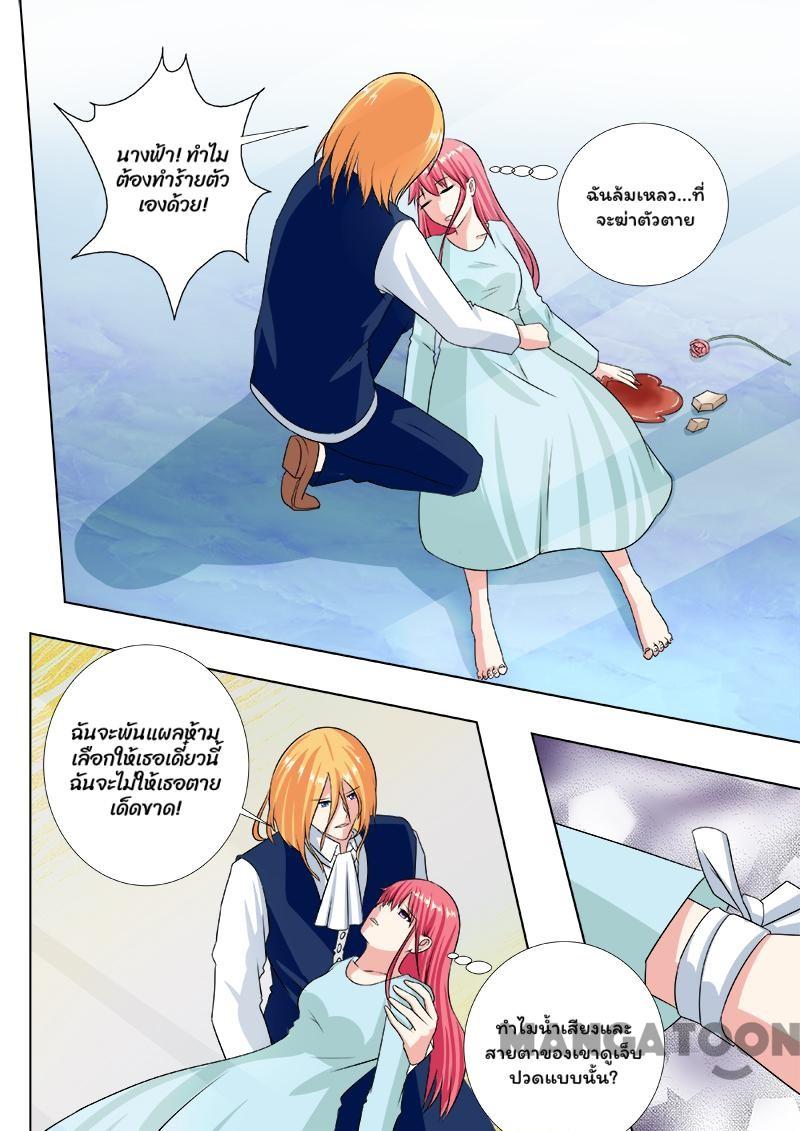 นางฟ้า! ทำไม
ต้องทำร้ายตัว
เองด้วย!
ฉันล้มเหลว...ที่
จะฆ่าตัวตาย
ฉันจะพันแผลห้าม
เลือกให้เธอเดี๋ยวนี้
ฉันจะไม่ให้เธอตาย
เด็ดขาด!
ทำไมน้ำเสียงและ
สายตาของเขาดูเจ็บ
ปวดแบบนั้น?
MANGATOON